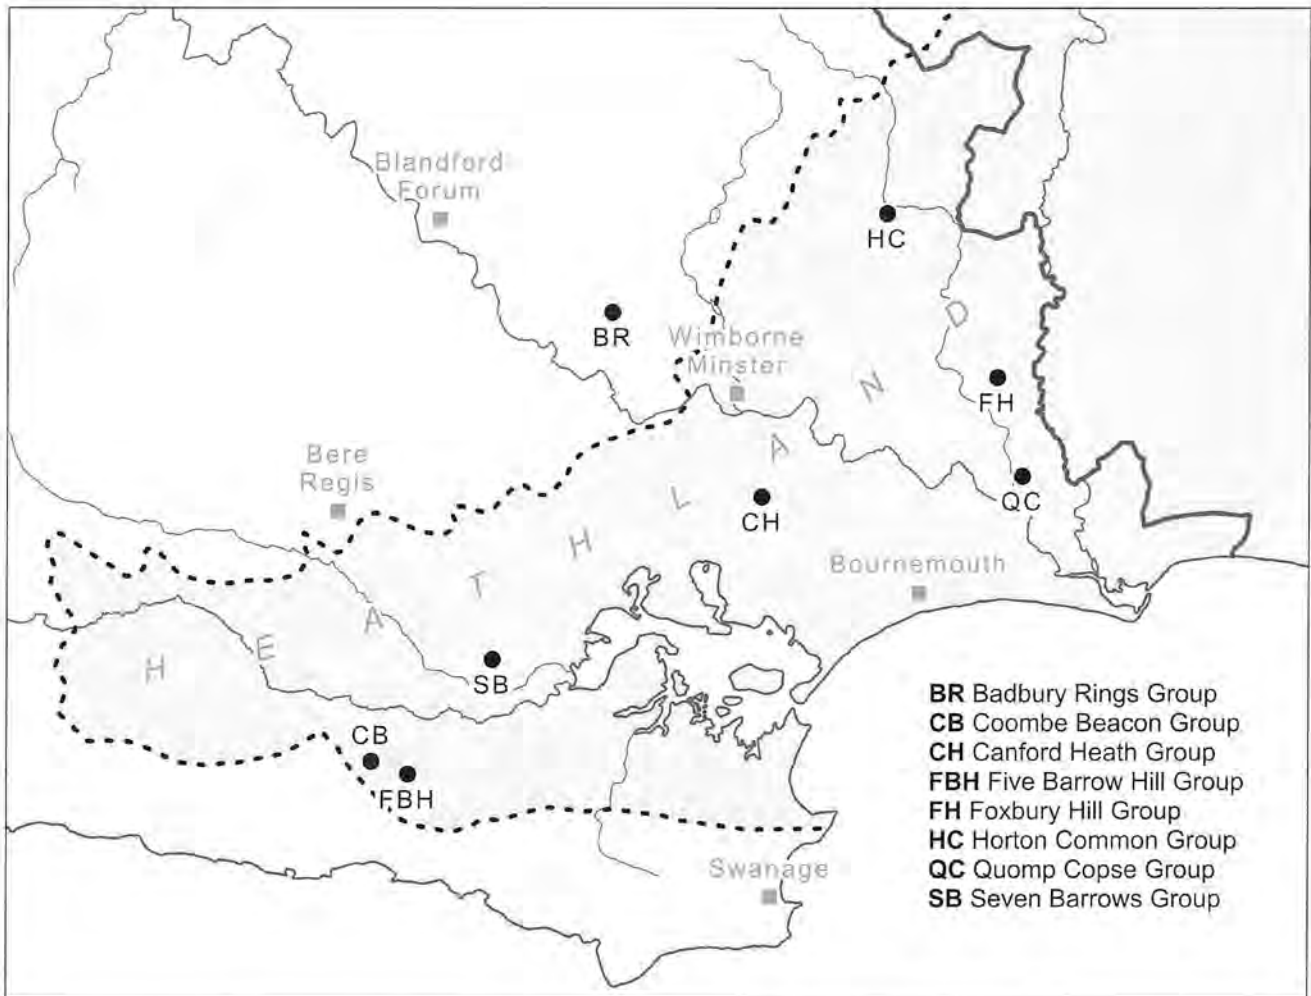 Blandford
Forum
HC
BR
Wimborne
Minster
FH
Bere
Regis
QC
CH
Bournemouth
H E A T H L A N D
SB
CB
FBH
Swanage
BR Badbury Rings Group
CB Coombe Beacon Group
CH Canford Heath Group
FBH Five Barrow Hill Group
FH Foxbury Hill Group
HC Horton Common Group
QC Quomp Copse Group
SB Seven Barrows Group